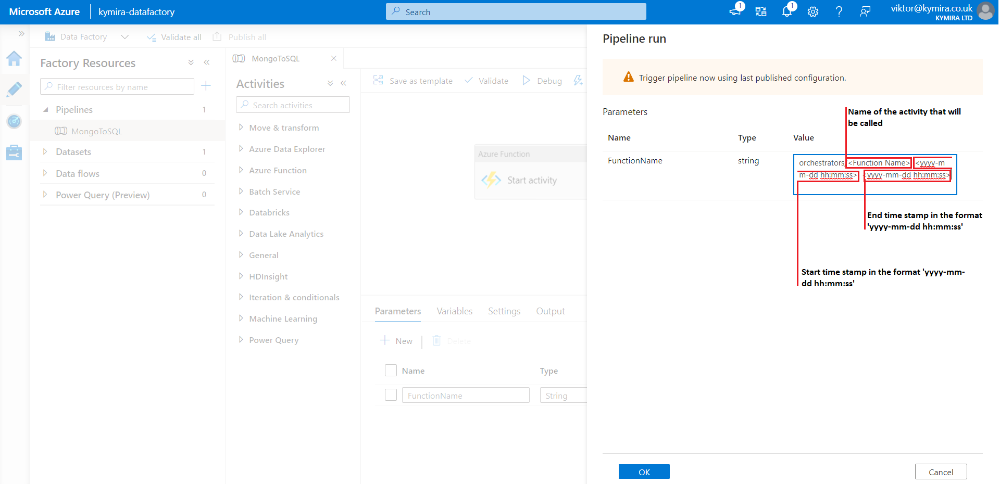 Microsoft Azure
kymira-datafactory
Search
1
1
viktor@kymira.co.uk
KYMIRA LTD
Data Factory
Validate all
Publish all
Factory Resources
Filter resources by name
Pipelines 1
MongoToSQL
Datasets 1
Data flows 0
Power Query (Preview) 0
MongoToSQL
Activities
Search activities
Move & transform
Azure Data Explorer
Azure Function
Batch Service
Databricks
Data Lake Analytics
General
HDInsight
Iteration & conditionals
Machine Learning
Power Query
Save as template
Validate
Debug
Azure Function
Start activity
Parameters
Variables
Settings
Output
New
Delete
Name Type
FunctionName String
Pipeline run
Trigger pipeline now using last published configuration.
Parameters
Name of the activity that will
be called
Name Type Value
FunctionName string orchestrators/<Function Name> <yyyy-m
m-dd hh:mm:ss> <yyyy-mm-dd hh:mm:ss>
End time stamp in the format
'yyyy-mm-dd hh:mm:ss'
Start time stamp in the format 'yyyy-mm-
dd hh:mm:ss'
OK
Cancel